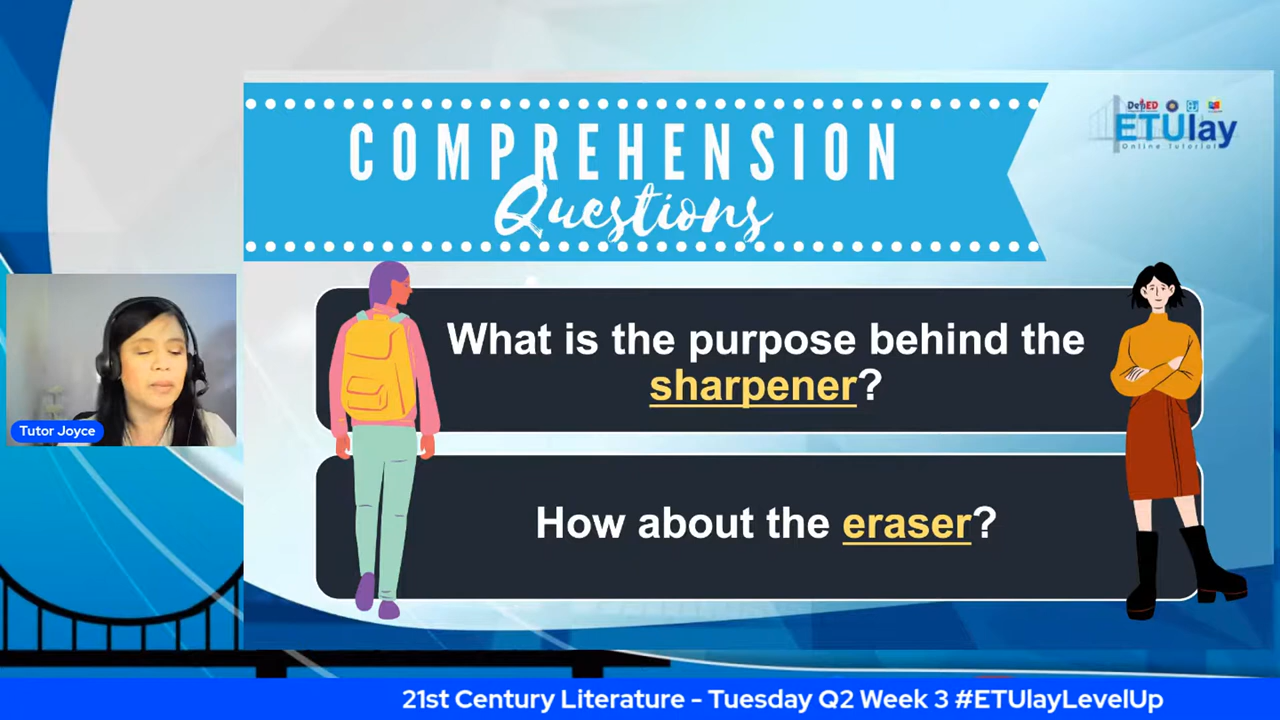 COMPREHENSION
Questions
DepED
ETUlay
Online Tutorial
What is the purpose behind the
sharpener?
How about the eraser?
Tutor Joyce
21st Century Literature - Tuesday Q2 Week 3 #ETUlayLevelUp